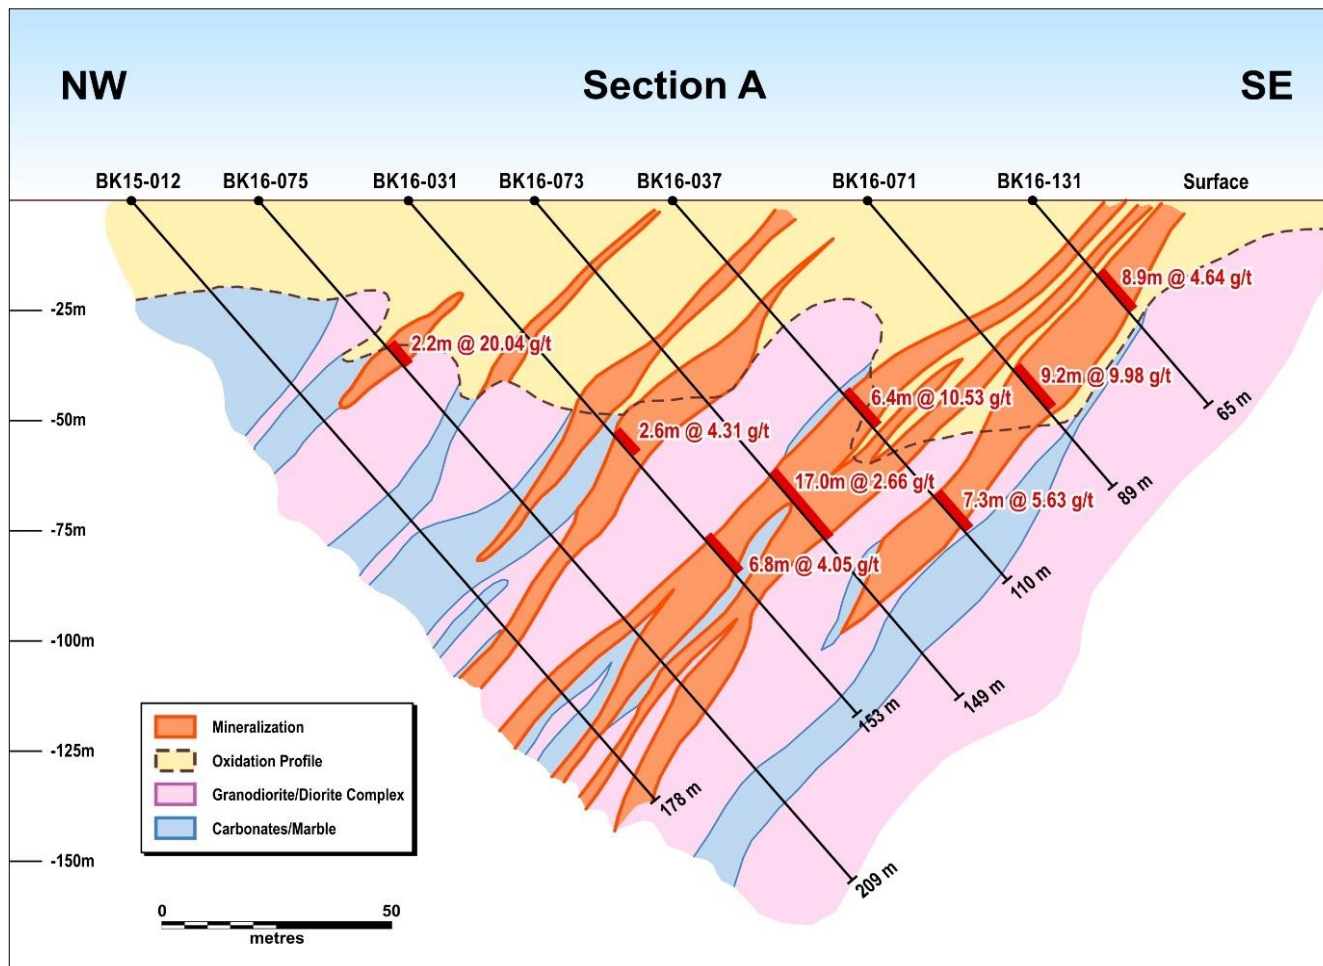 NW
Section A
SE
BK15-012
BK16-075
BK16-031
BK16-073
BK16-037
BK16-071
BK16-131
Surface
-25m
-50m
-75m
-100m
-125m
-150m
8.9m @ 4.64 g/t
2.2m @ 20.04 g/t
9.2m @ 9.98 g/t
6.4m @ 10.53 g/t
2.6m @ 4.31 g/t
17.0m @ 2.66 g/t
7.3m @ 5.63 g/t
6.8m @ 4.05 g/t
65 m
89 m
110 m
149 m
153 m
178 m
209 m
Mineralization
Oxidation Profile
Granodiorite/Diorite Complex
Carbonates/Marble
0
50
metres